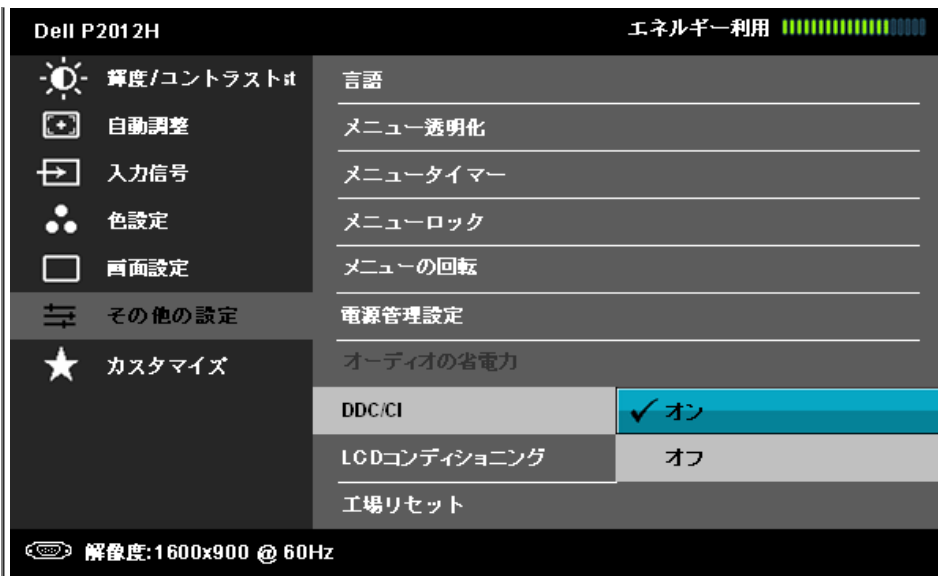 Dell P2012H
エネルギー利用
輝度/コントラストit
自動調整
入力信号
色設定
画面設定
その他の設定
カスタマイズ
言語
メニュー透明化
メニュータイマー
メニューロック
メニューの回転
電源管理設定
オーディオの省電力
DDC/CI
オン
オフ
LCDコンディショニング
工場リセット
解像度:1600x900 @ 60Hz